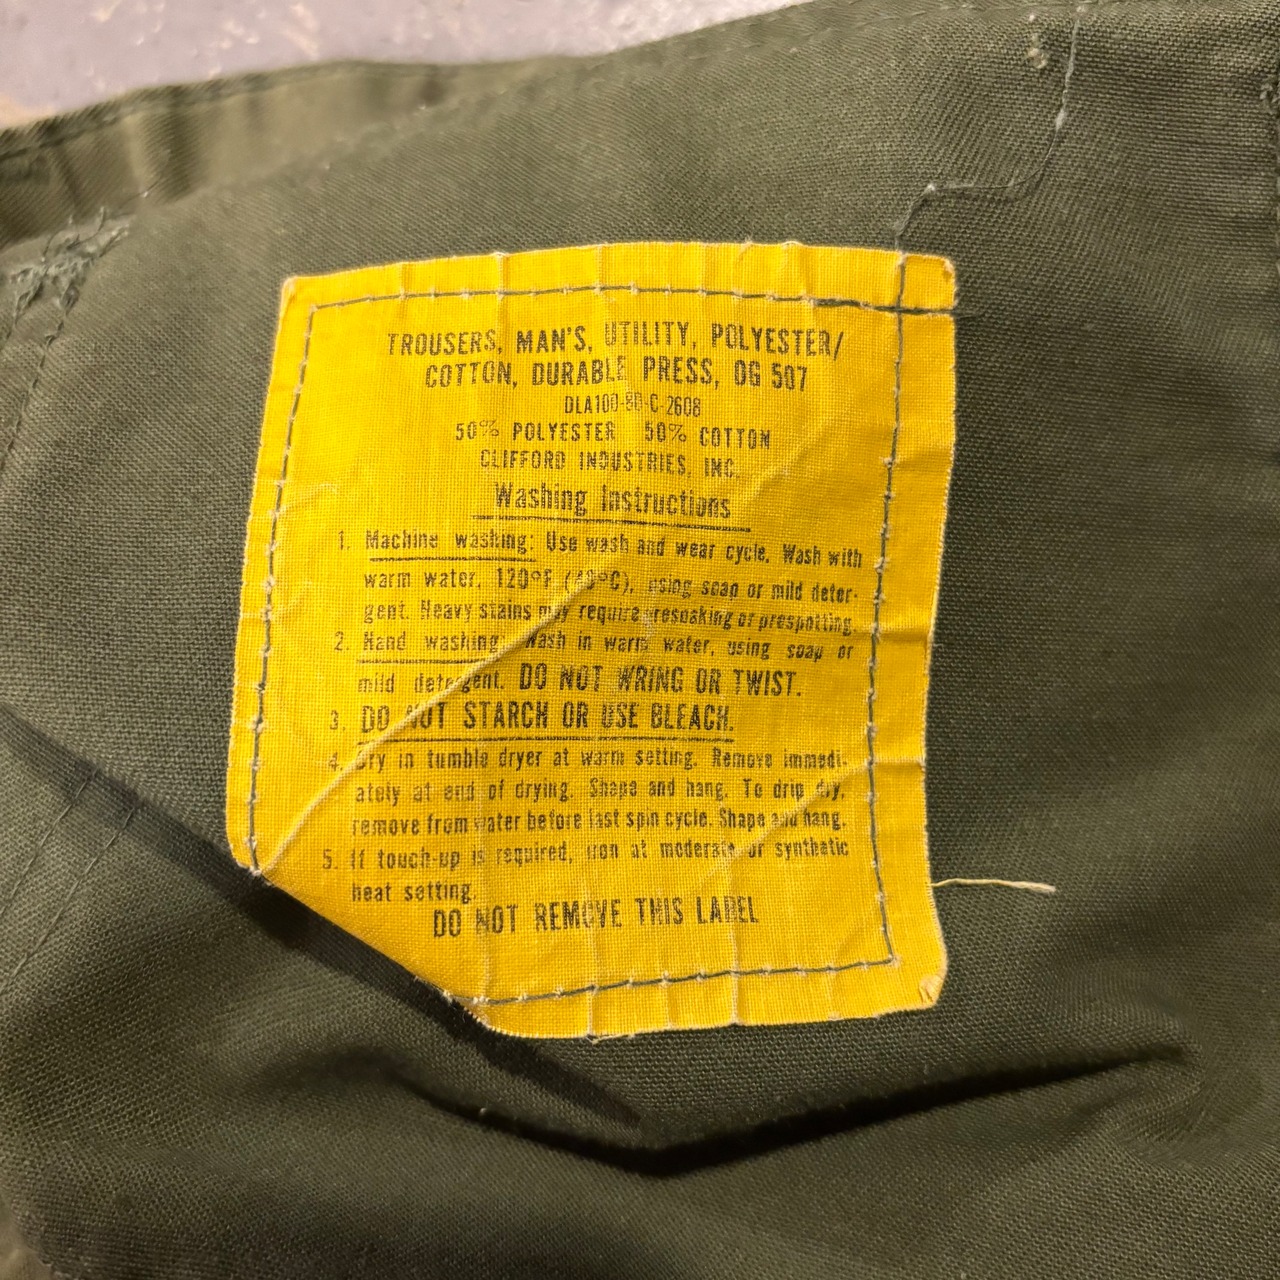 TROUSERS, MAN'S, UTILITY, POLYESTER/
COTTON, DURABLE PRESS, OG 507
DLA100-80-C-2608
50% POLYESTER 50% COTTON
CLIFFORD INDUSTRIES, INC.
Washing Instructions
1. Machine washing: Use wash and wear cycle. Wash with
warm water, 120°F (49°C), using soap or mild deter-
gent. Heavy stains may require presoaking or prespotting.
2. Hand washing: Wash in warm water, using soap or
mild detergent. DO NOT WRING OR TWIST.
3. DO NOT STARCH OR USE BLEACH.
4. Dry in tumble dryer at warm setting. Remove immedi-
ately at end of drying. Shape and hang. To drip dry,
remove from water before last spin cycle. Shape and hang.
5. If touch-up is required, iron at moderate or synthetic
heat setting.
DO NOT REMOVE THIS LABEL